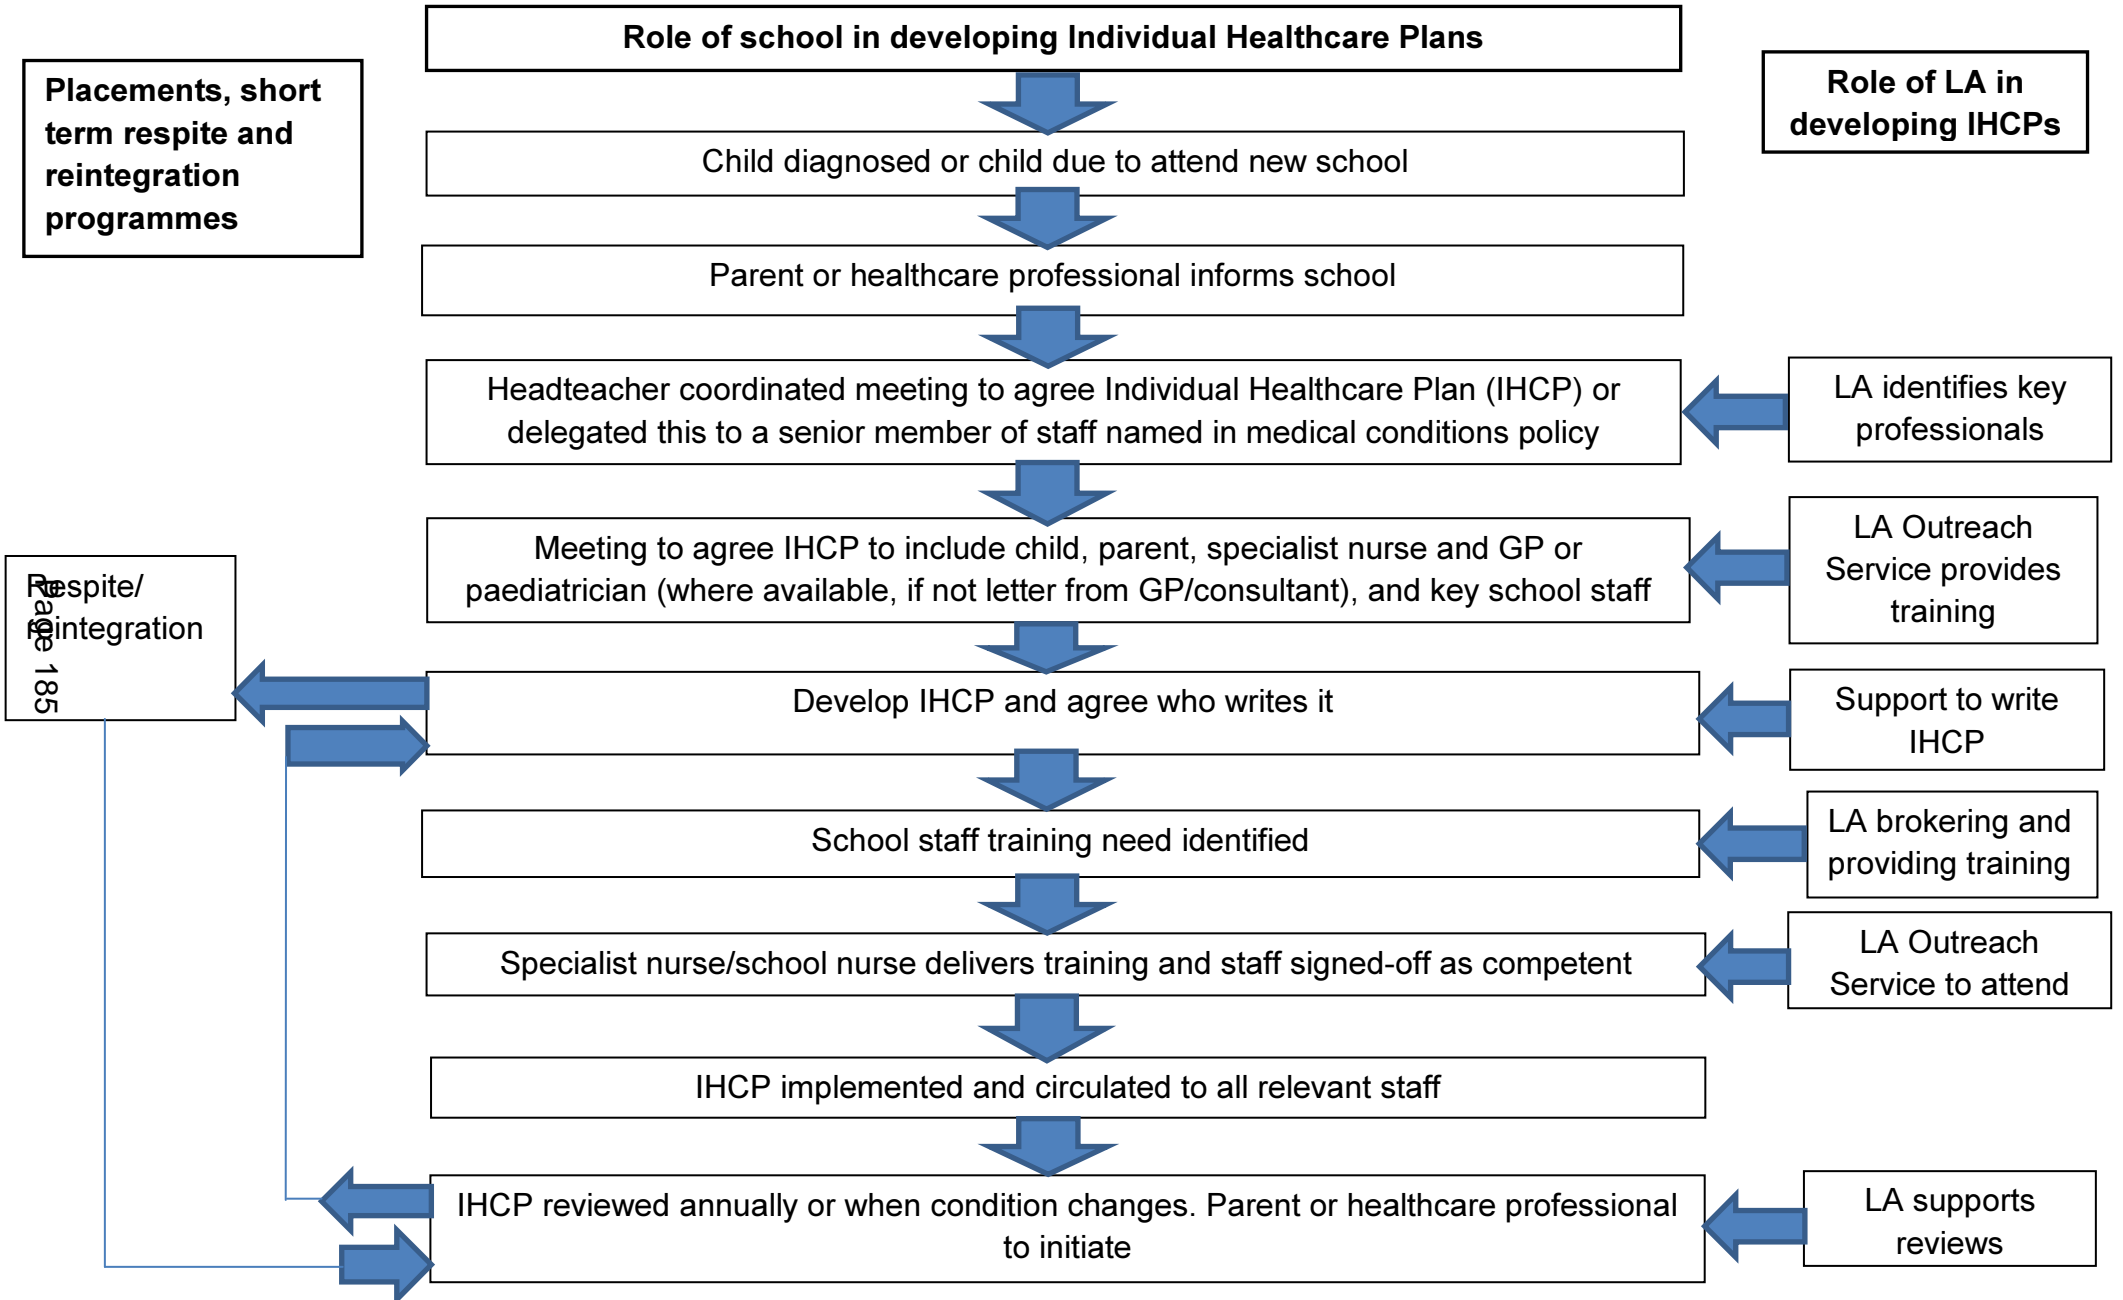 Role of school in developing Individual Healthcare Plans
Placements, short
term respite and
reintegration
programmes
Role of LA in
developing IHCPs
Child diagnosed or child due to attend new school
Parent or healthcare professional informs school
Headteacher coordinated meeting to agree Individual Healthcare Plan (IHCP) or
delegated this to a senior member of staff named in medical conditions policy
LA identifies key
professionals
Meeting to agree IHCP to include child, parent, specialist nurse and GP or
paediatrician (where available, if not letter from GP/consultant), and key school staff
LA Outreach
Service provides
training
Respite/
reintegration
Page 185
Develop IHCP and agree who writes it
Support to write
IHCP
School staff training need identified
LA brokering and
providing training
Specialist nurse/school nurse delivers training and staff signed-off as competent
LA Outreach
Service to attend
IHCP implemented and circulated to all relevant staff
IHCP reviewed annually or when condition changes. Parent or healthcare professional
to initiate
LA supports
reviews